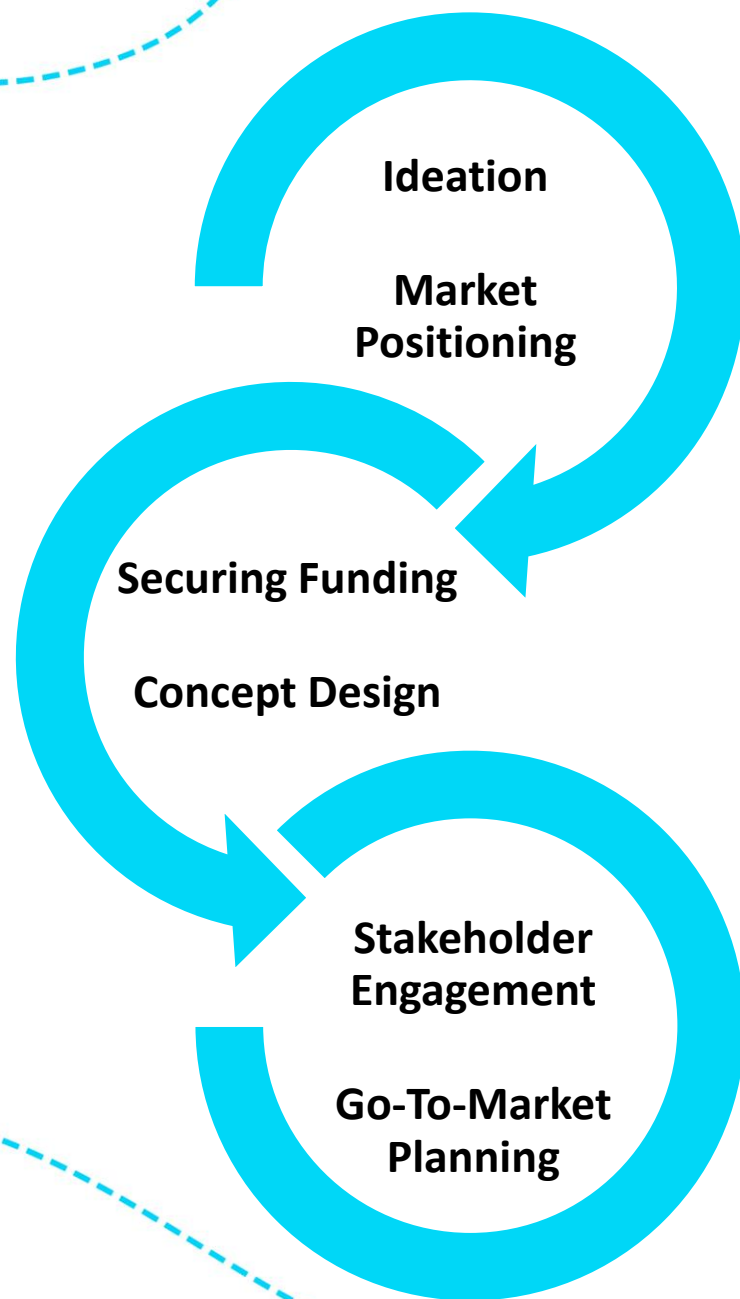 Ideation
Market
Positioning
Securing Funding
Concept Design
Stakeholder
Engagement
Go-To-Market
Planning